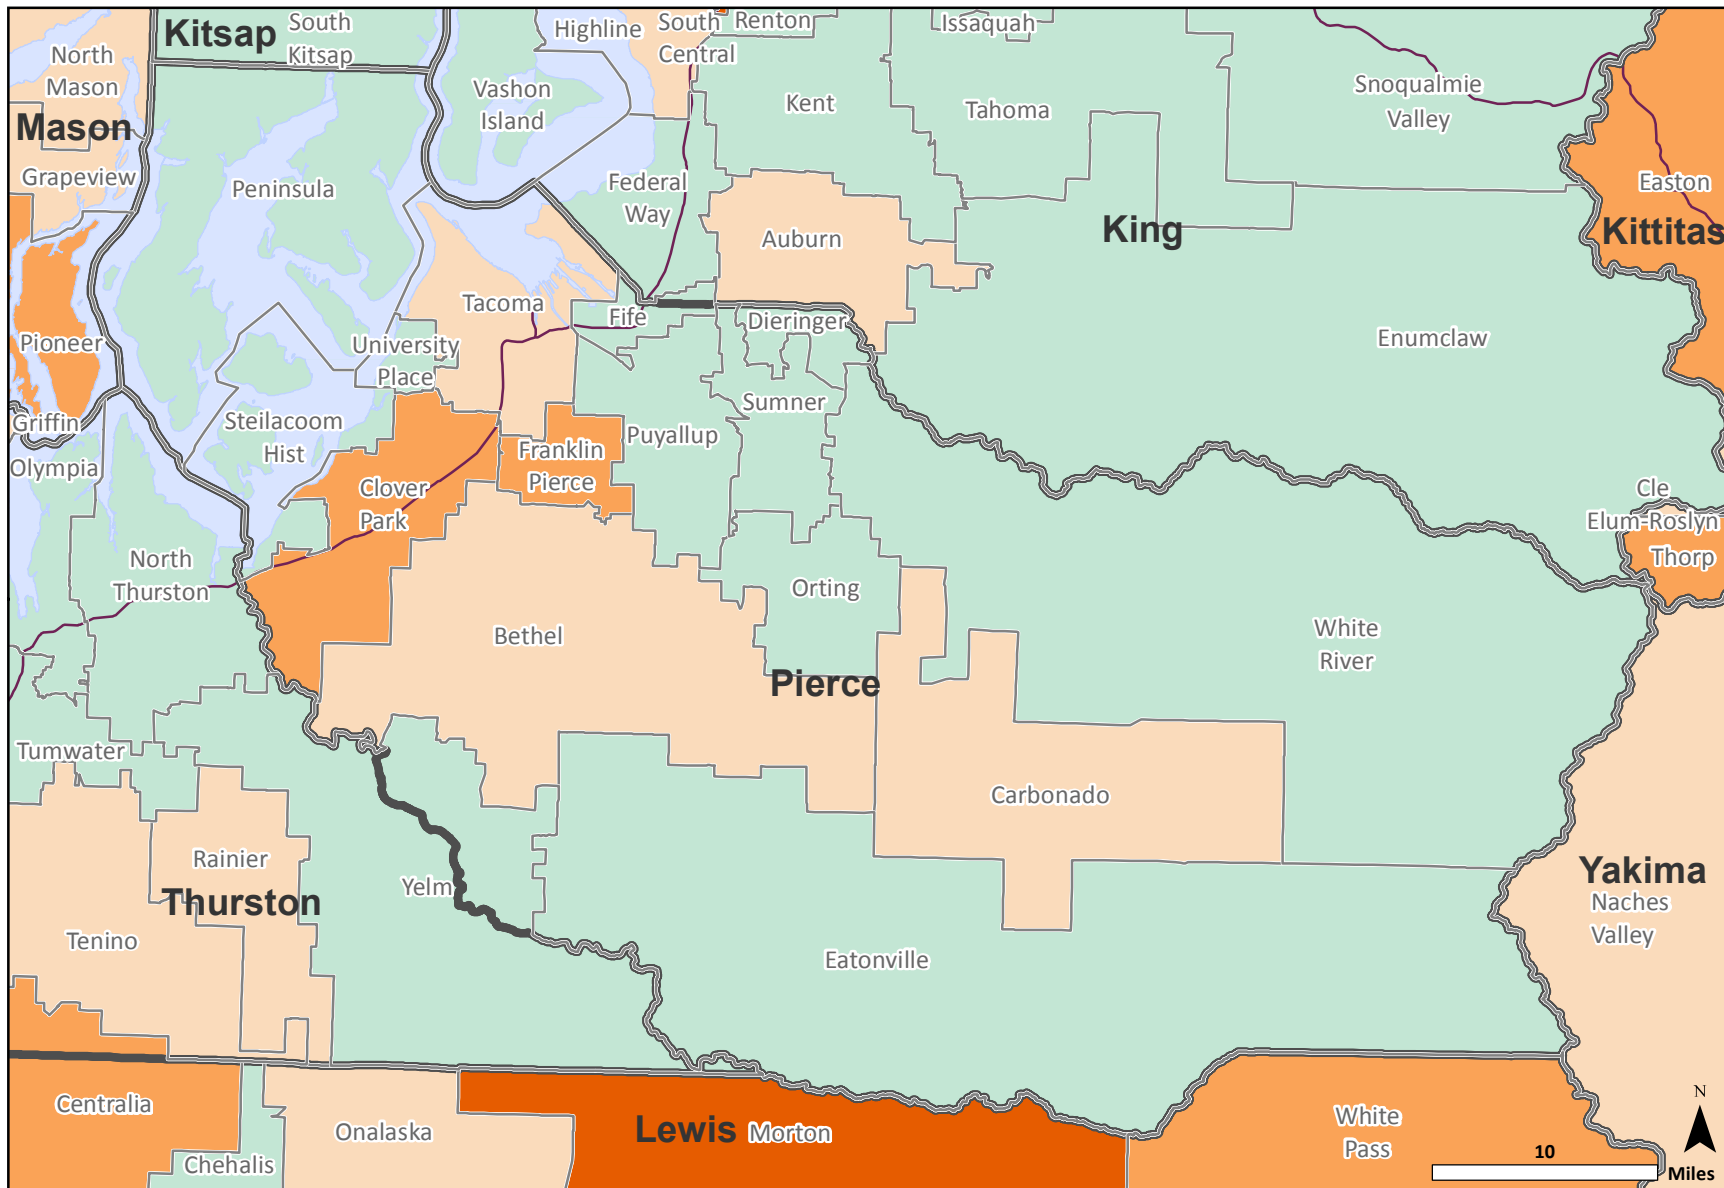 Kitsap
South
Kitsap
Highline
South
Central
Renton
Issaquah
North
Mason
Vashon
Island
Kent
Tahoma
Snoqualmie
Valley
Mason
Grapeview
Peninsula
Federal
Way
Easton
Auburn
King
Kittitas
Tacoma
Fife
Dieringer
Enumclaw
Pioneer
University
Place
Sumner
Griffin
Steilacoom
Hist
Puyallup
Olympia
Franklin
Pierce
Clover
Park
Cle
Elum-Roslyn
Thorp
North
Thurston
Orting
Bethel
White
River
Pierce
Tumwater
Carbonado
Rainier
Yelm
Thurston
Yakima
Naches
Valley
Tenino
Eatonville
Centralia
Onalaska
Lewis
Morton
White
Pass
Chehalis
N
10
Miles